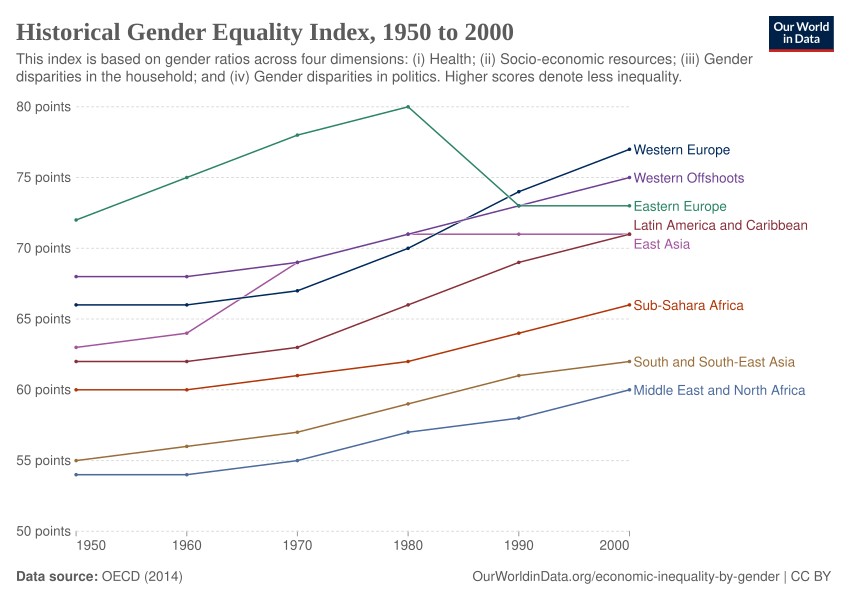 Historical Gender Equality Index, 1950 to 2000
Our World
in Data
This index is based on gender ratios across four dimensions: (i) Health; (ii) Socio-economic resources; (iii) Gender
disparities in the household; and (iv) Gender disparities in politics. Higher scores denote less inequality.
80 points
75 points
70 points
65 points
60 points
55 points
50 points
Western Europe
Western Offshoots
Eastern Europe
Latin America and Caribbean
East Asia
Sub-Sahara Africa
South and South-East Asia
Middle East and North Africa
1950
1960
1970
1980
1990
2000
Data source: OECD (2014)
OurWorldinData.org/economic-inequality-by-gender | CC BY